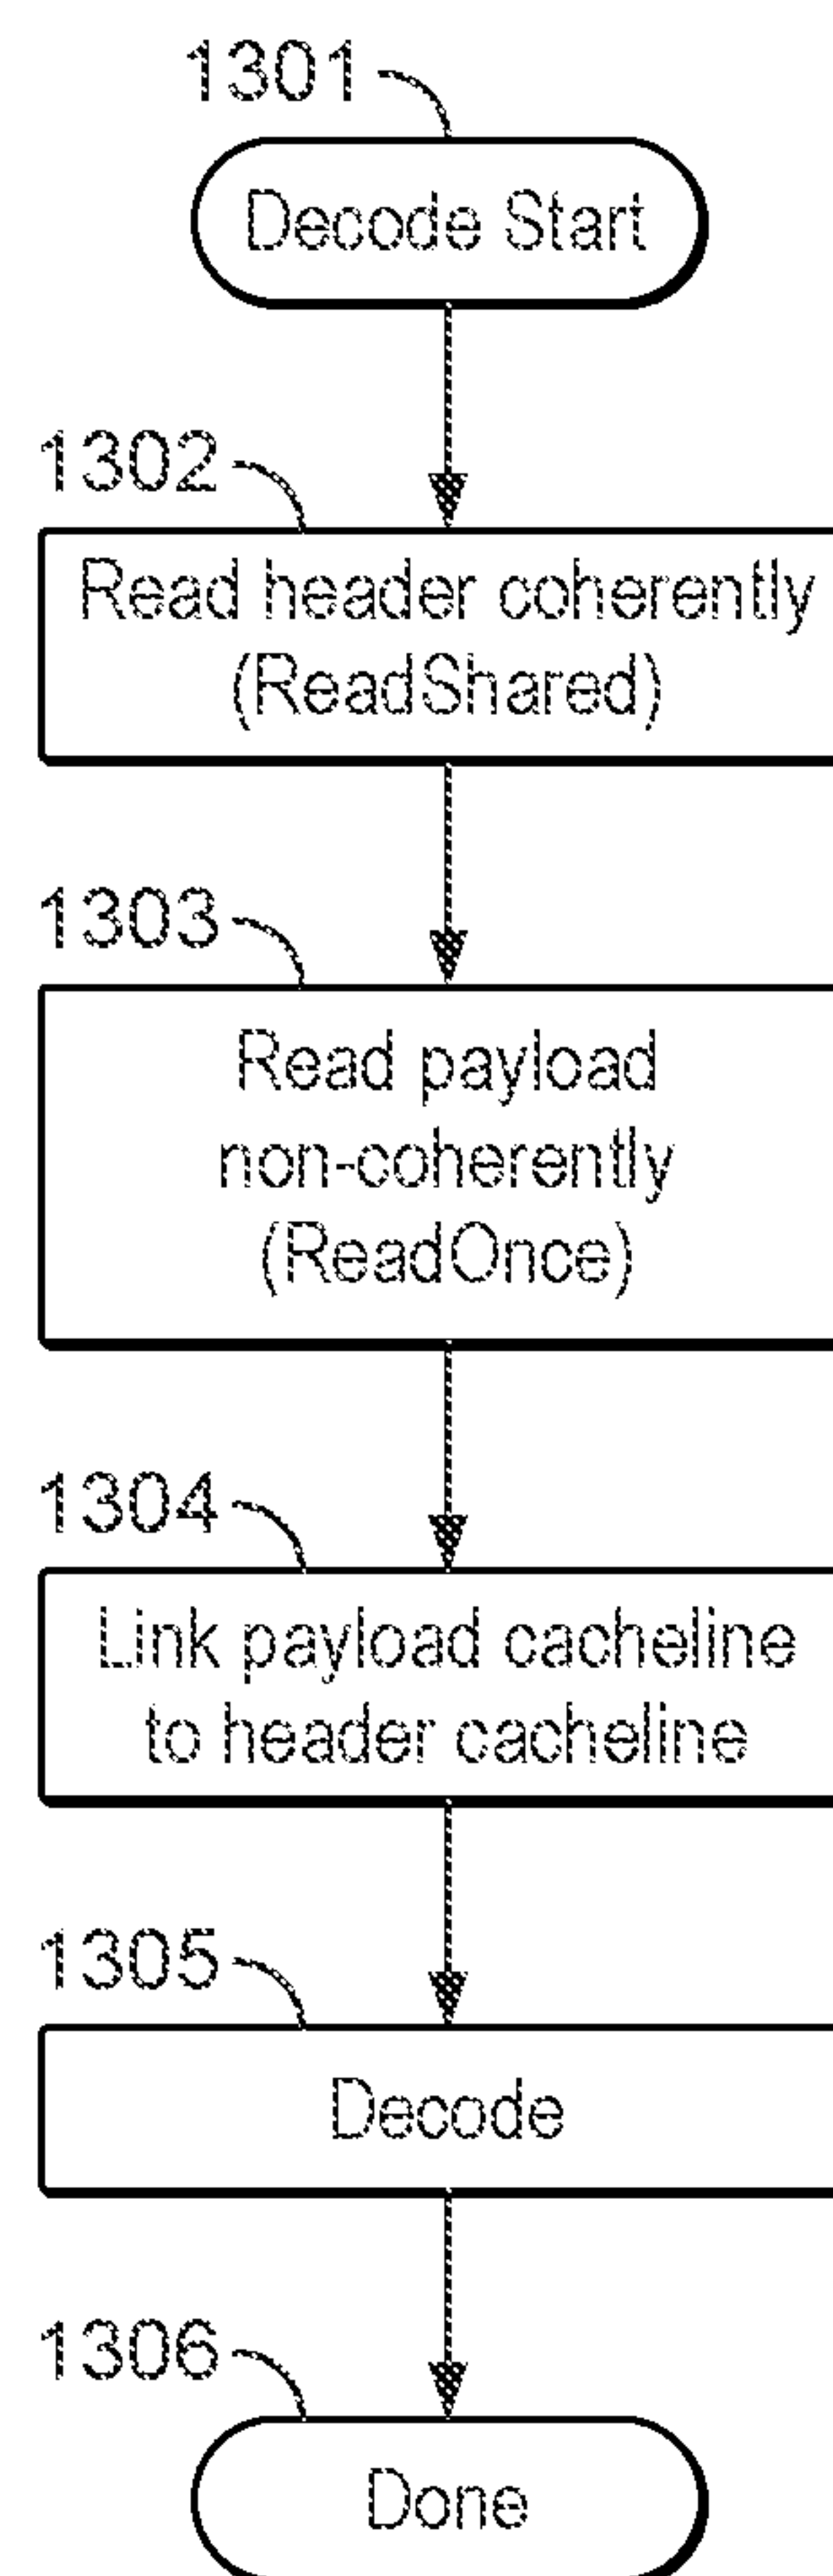 1301
Decode Start
1302
Read header coherently
(ReadShared)
1303
Read payload
non-coherently
(ReadOnce)
1304
Link payload cacheline
to header cacheline
1305
Decode
1306
Done